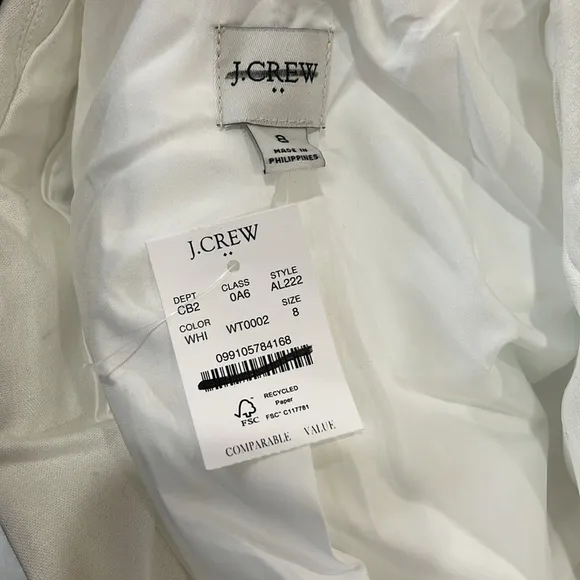 J.CREW
8
MADE IN
PHILIPPINES
J.CREW
DEPT CLASS STYLE
CB2 0A6 AL222
COLOR SIZE
WHI WT0002 8
099105784168
FSC
RECYCLED
Paper
FSC® C117781
COMPARABLE VALUE